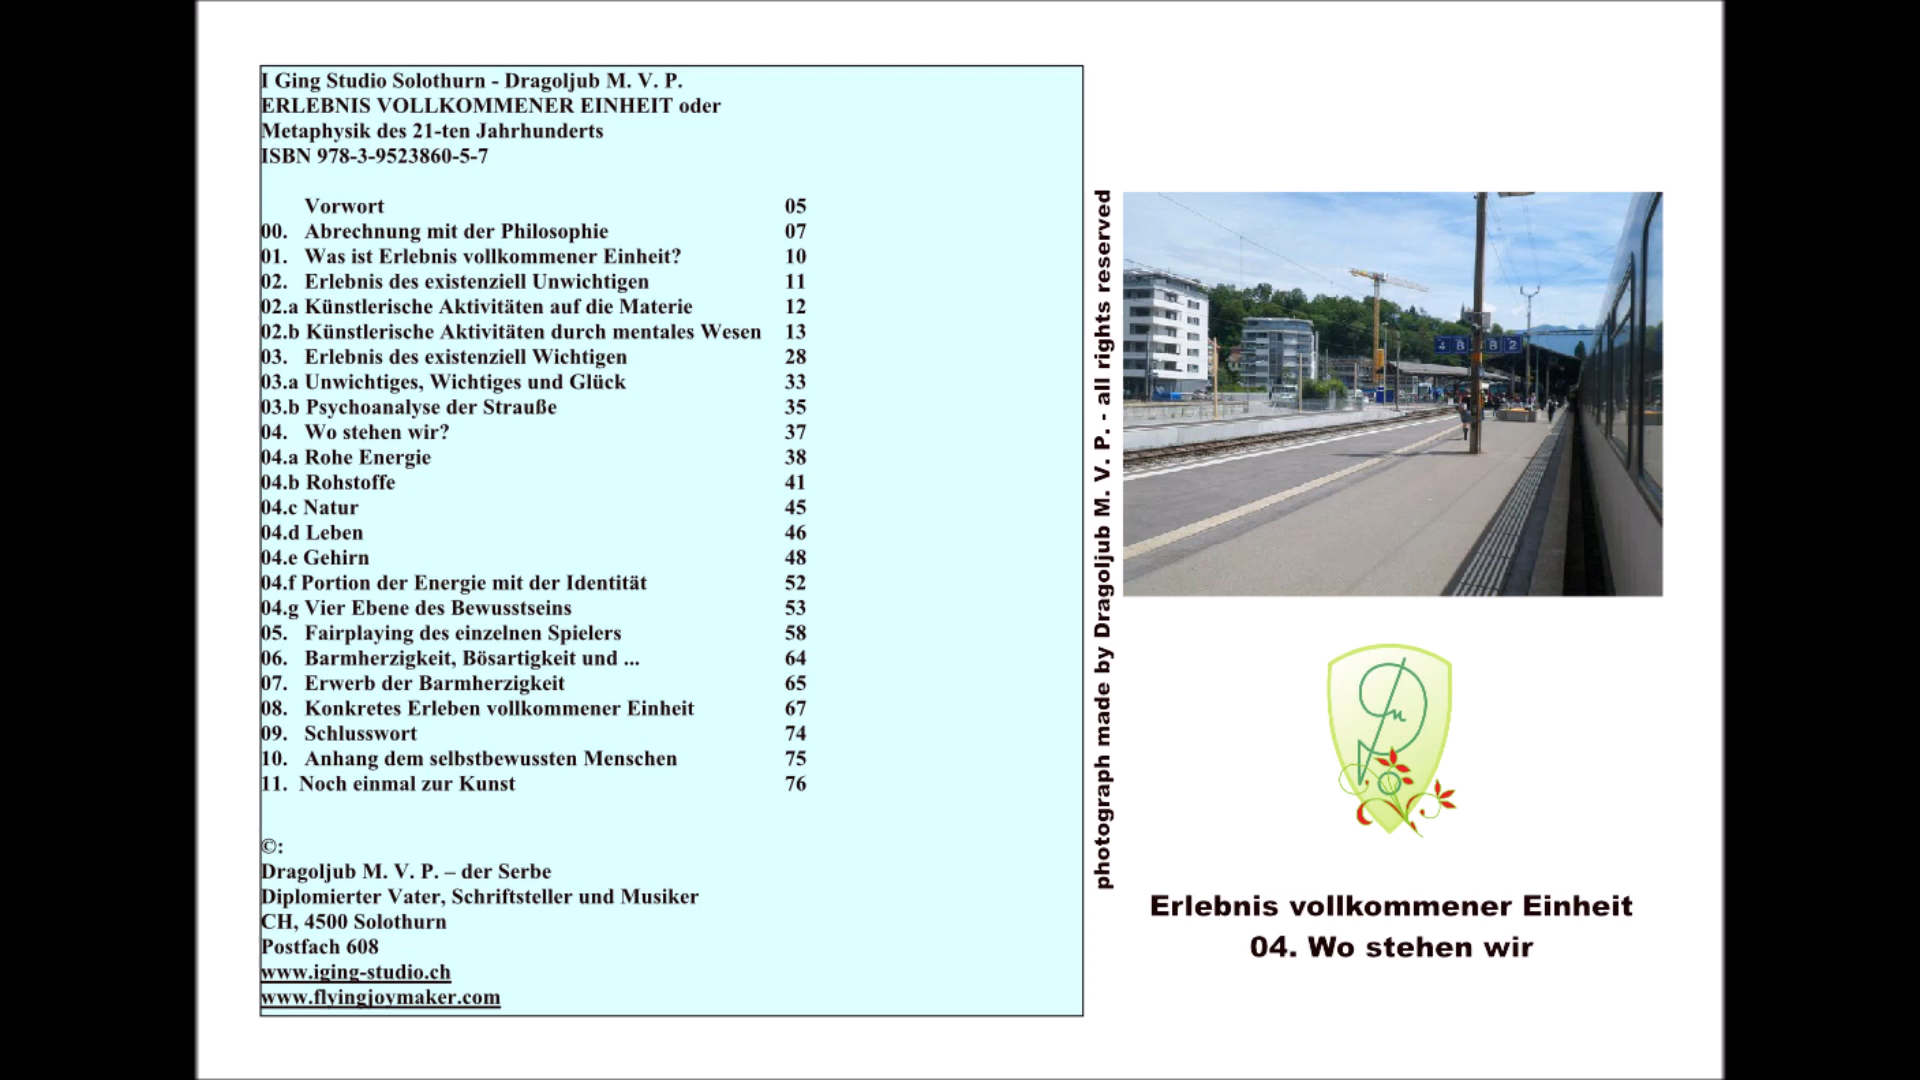 I Ging Studio Solothurn - Dragoljub M. V. P.
ERLEBNIS VOLLKOMMENER EINHEIT oder
Metaphysik des 21-ten Jahrhunderts
ISBN 978-3-9523860-5-7
Vorwort 05
00. Abrechnung mit der Philosophie 07
01. Was ist Erlebnis vollkommener Einheit? 10
02. Erlebnis des existenziell Unwichtigen 11
02.a Künstlerische Aktivitäten auf die Materie 12
02.b Künstlerische Aktivitäten durch mentales Wesen 13
03. Erlebnis des existenziell Wichtigen 28
03.a Unwichtiges, Wichtiges und Glück 33
03.b Psychoanalyse der Strauße 35
04. Wo stehen wir? 37
04.a Rohe Energie 38
04.b Rohstoffe 41
04.c Natur 45
04.d Leben 46
04.e Gehirn 48
04.f Portion der Energie mit der Identität 52
04.g Vier Ebene des Bewusstseins 53
05. Fairplaying des einzelnen Spielers 58
06. Barmherzigkeit, Bösartigkeit und ... 64
07. Erwerb der Barmherzigkeit 65
08. Konkretes Erleben vollkommener Einheit 67
09. Schlusswort 74
10. Anhang dem selbstbewussten Menschen 75
11. Noch einmal zur Kunst 76
©:
Dragoljub M. V. P. – der Serbe
Diplomierter Vater, Schriftsteller und Musiker
CH, 4500 Solothurn
Postfach 608
www.iging-studio.ch
www.flyingjoymaker.com
photograph made by Dragoljub M. V. P. - all rights reserved
4 B B 2
Erlebnis vollkommener Einheit
04. Wo stehen wir